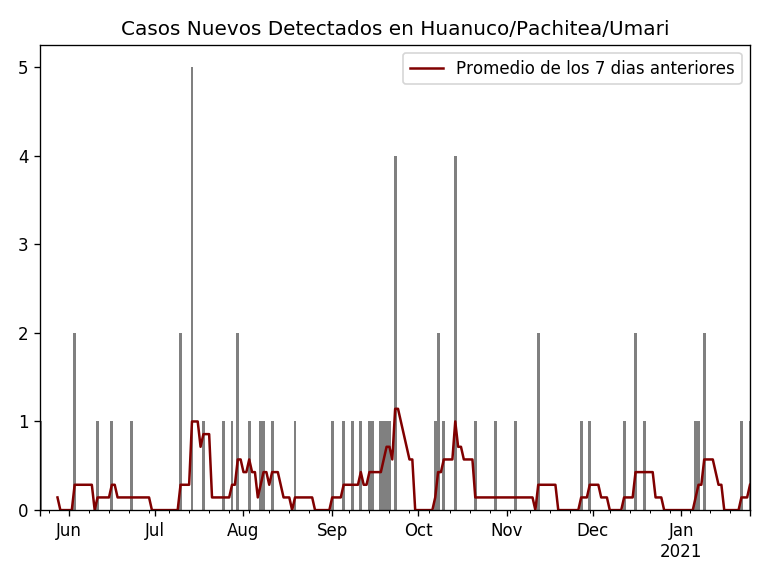 Casos Nuevos Detectados en Huanuco/Pachitea/Umari
Promedio de los 7 dias anteriores
5
4
3
2
1
0
Jun Jul Aug Sep Oct Nov Dec Jan
2021